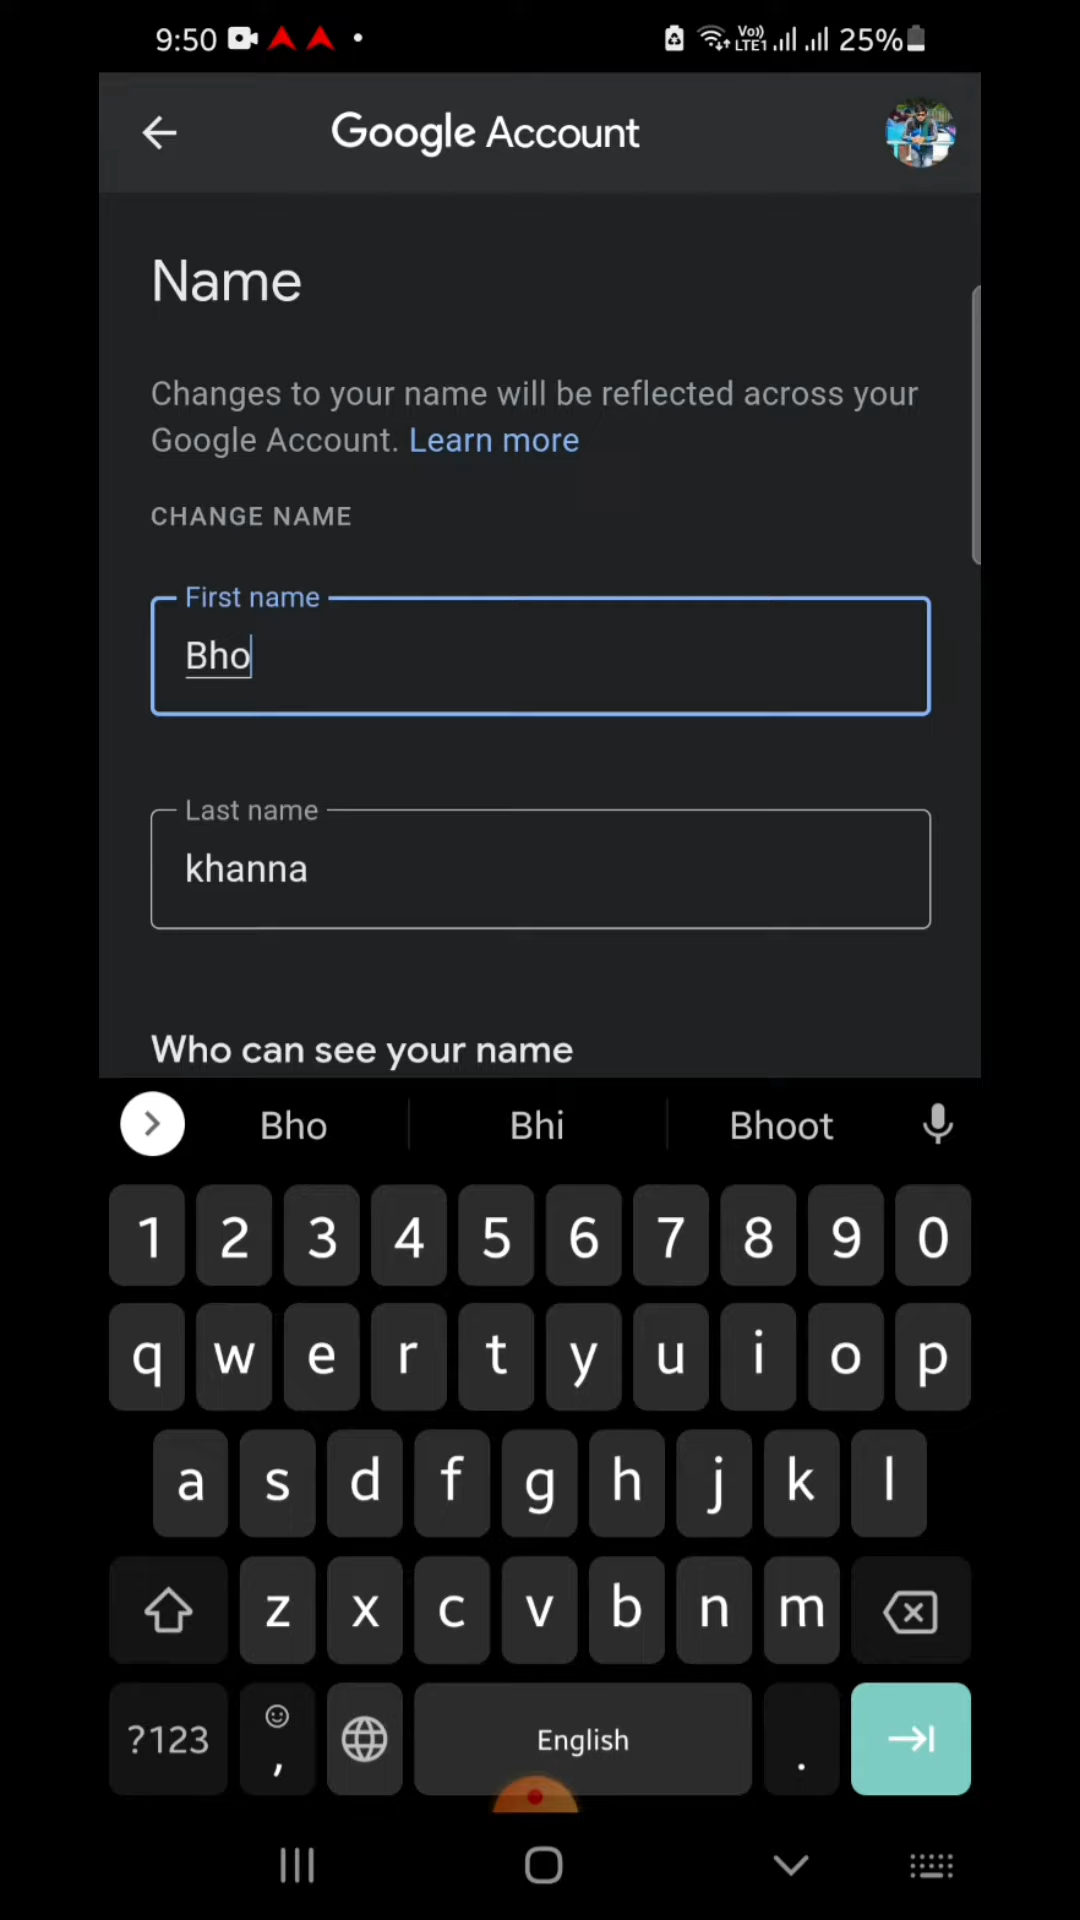 9:50 Vo)) LTE1 25%
Google Account
Name
Changes to your name will be reflected across your
Google Account. Learn more
CHANGE NAME
First name
Bho
Last name
khanna
Who can see your name
Bho Bhi Bhoot
1 2 3 4 5 6 7 8 9 0
q w e r t y u i o p
a s d f g h j k l
z x c v b n m
?123 , English .